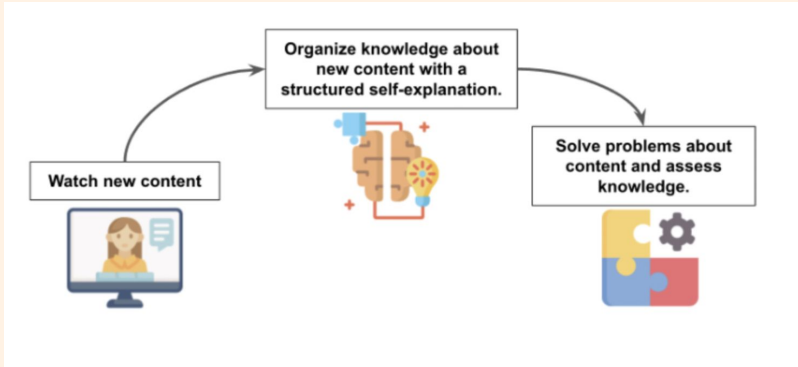 Watch new content
Organize knowledge about
new content with a
structured self-explanation.
Solve problems about
content and assess
knowledge.